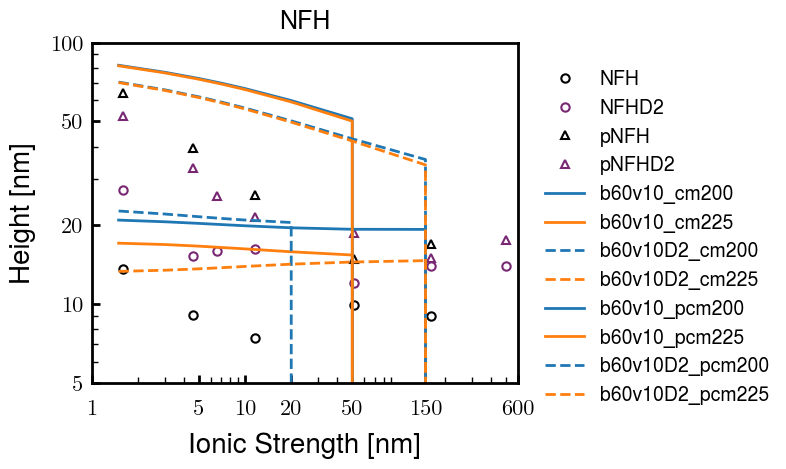 NFH
Height [nm]
100
50
20
10
5
1
5
10
20
50
150
600
Ionic Strength [nm]
NFH
NFHD2
pNFH
pNFHD2
b60v10_cm200
b60v10_cm225
b60v10D2_cm200
b60v10D2_cm225
b60v10_pcm200
b60v10_pcm225
b60v10D2_pcm200
b60v10D2_pcm225